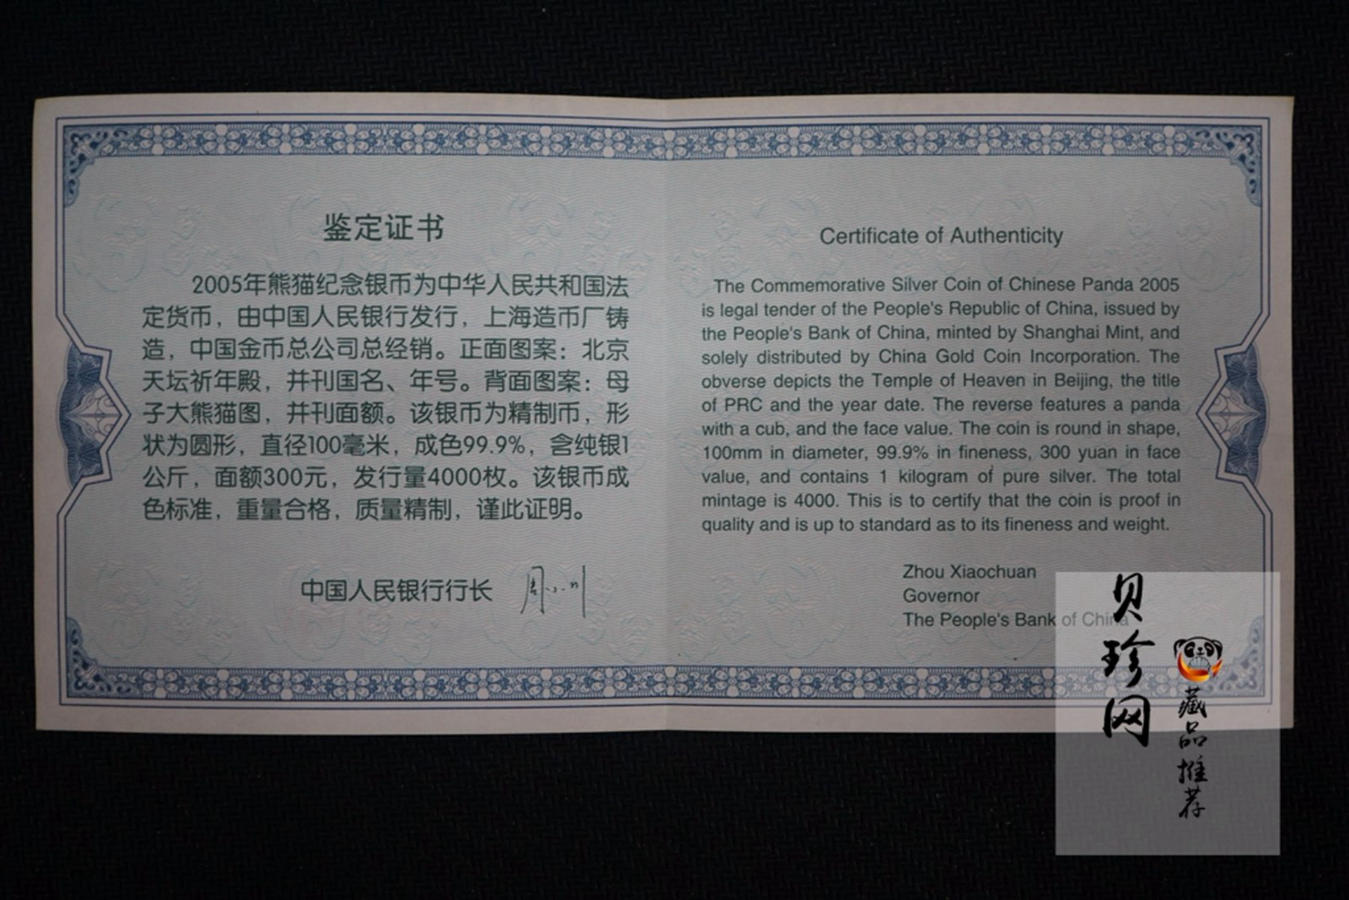 鉴定证书
2005年熊猫纪念银币为中华人民共和国法
定货币，由中国人民银行发行，上海造币厂铸
造，中国金币总公司总经销。正面图案：北京
天坛祈年殿，并刊国名、年号。背面图案：母
子大熊猫图，并刊面额。该银币为精制币，形
状为圆形，直径100毫米，成色99.9%，含纯银1
公斤，面额300元，发行量4000枚。该银币成
色标准，重量合格，质量精制，谨此证明。
中国人民银行行长 周小川
Certificate of Authenticity
The Commemorative Silver Coin of Chinese Panda 2005
is legal tender of the People's Republic of China, issued by
the People's Bank of China, minted by Shanghai Mint, and
solely distributed by China Gold Coin Incorporation. The
obverse depicts the Temple of Heaven in Beijing, the title
of PRC and the year date. The reverse features a panda
with a cub, and the face value. The coin is round in shape,
100mm in diameter, 99.9% in fineness, 300 yuan in face
value, and contains 1 kilogram of pure silver. The total
mintage is 4000. This is to certify that the coin is proof in
quality and is up to standard as to its fineness and weight.
Zhou Xiaochuan
Governor
The People's Bank of China
贝珍网
藏品推荐